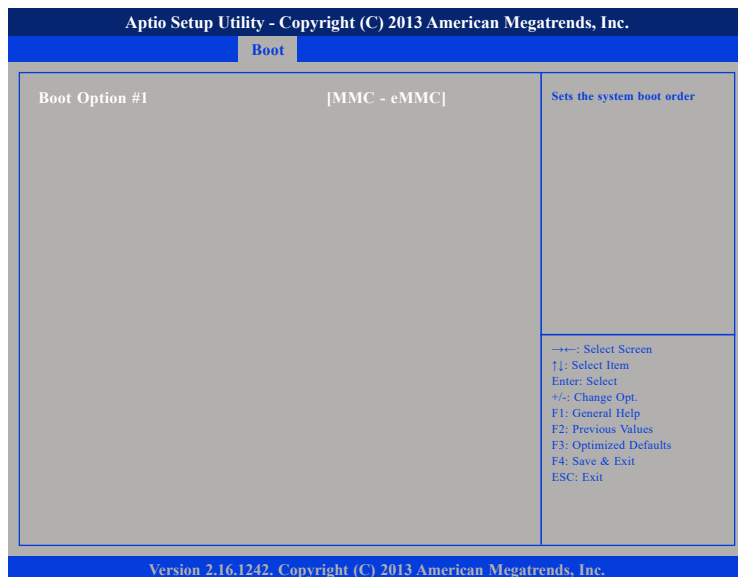 Aptio Setup Utility - Copyright (C) 2013 American Megatrends, Inc.
Boot
Boot Option #1 [MMC - eMMC]
Sets the system boot order
→←: Select Screen
↑↓: Select Item
Enter: Select
+/-: Change Opt.
F1: General Help
F2: Previous Values
F3: Optimized Defaults
F4: Save & Exit
ESC: Exit
Version 2.16.1242. Copyright (C) 2013 American Megatrends, Inc.